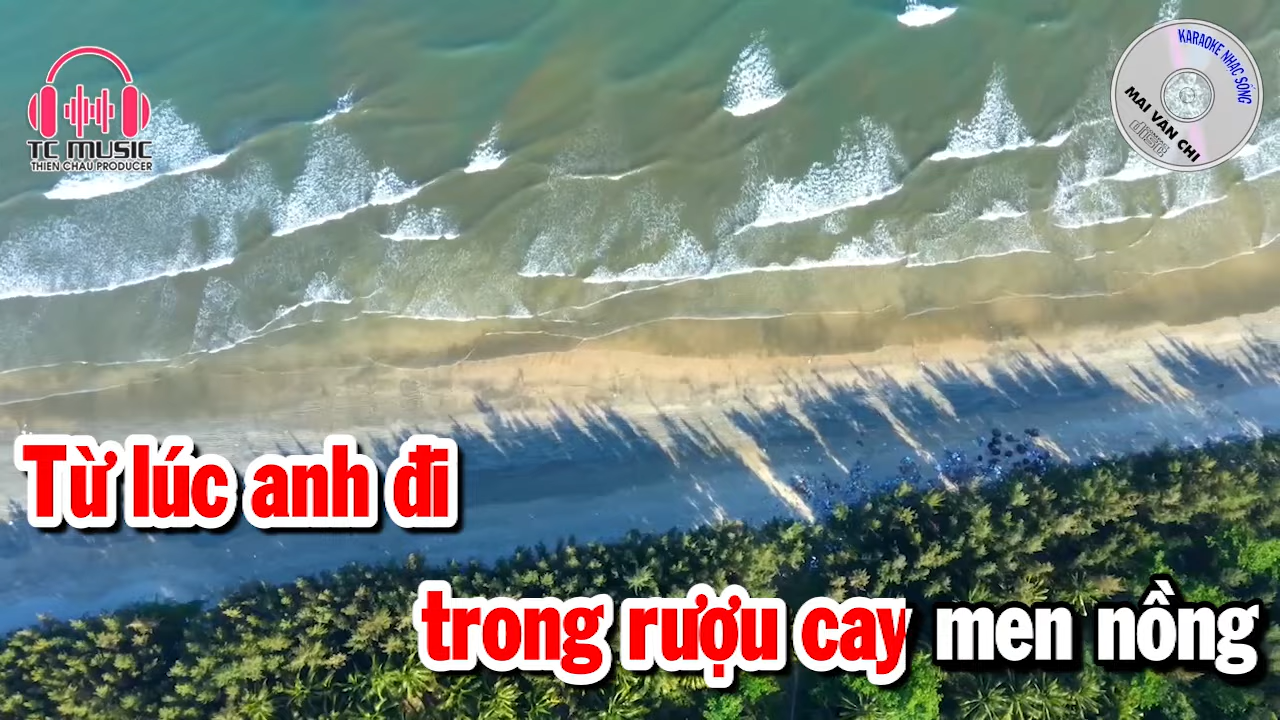 TC MUSIC
THIEN CHAU PRODUCER
KARAOKE NHẠC SỐNG
MAI VAN CHI
disc
Từ lúc anh đi
trong rượu cay men nồng